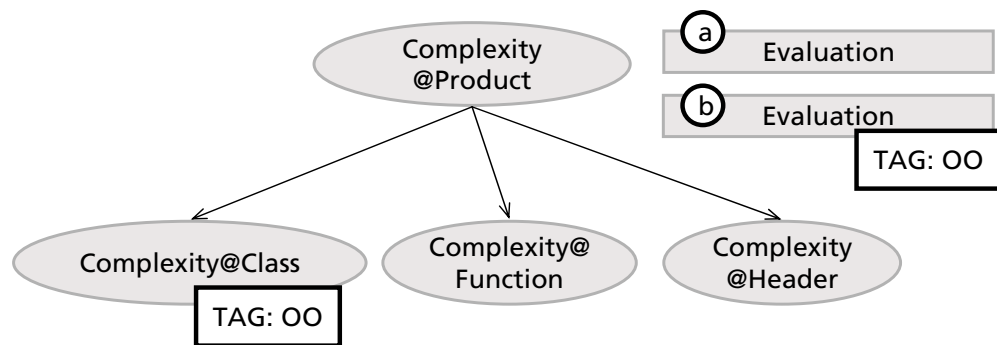 Complexity
@Product
a
Evaluation
b
Evaluation
TAG: OO
Complexity@Class
TAG: OO
Complexity@
Function
Complexity
@Header